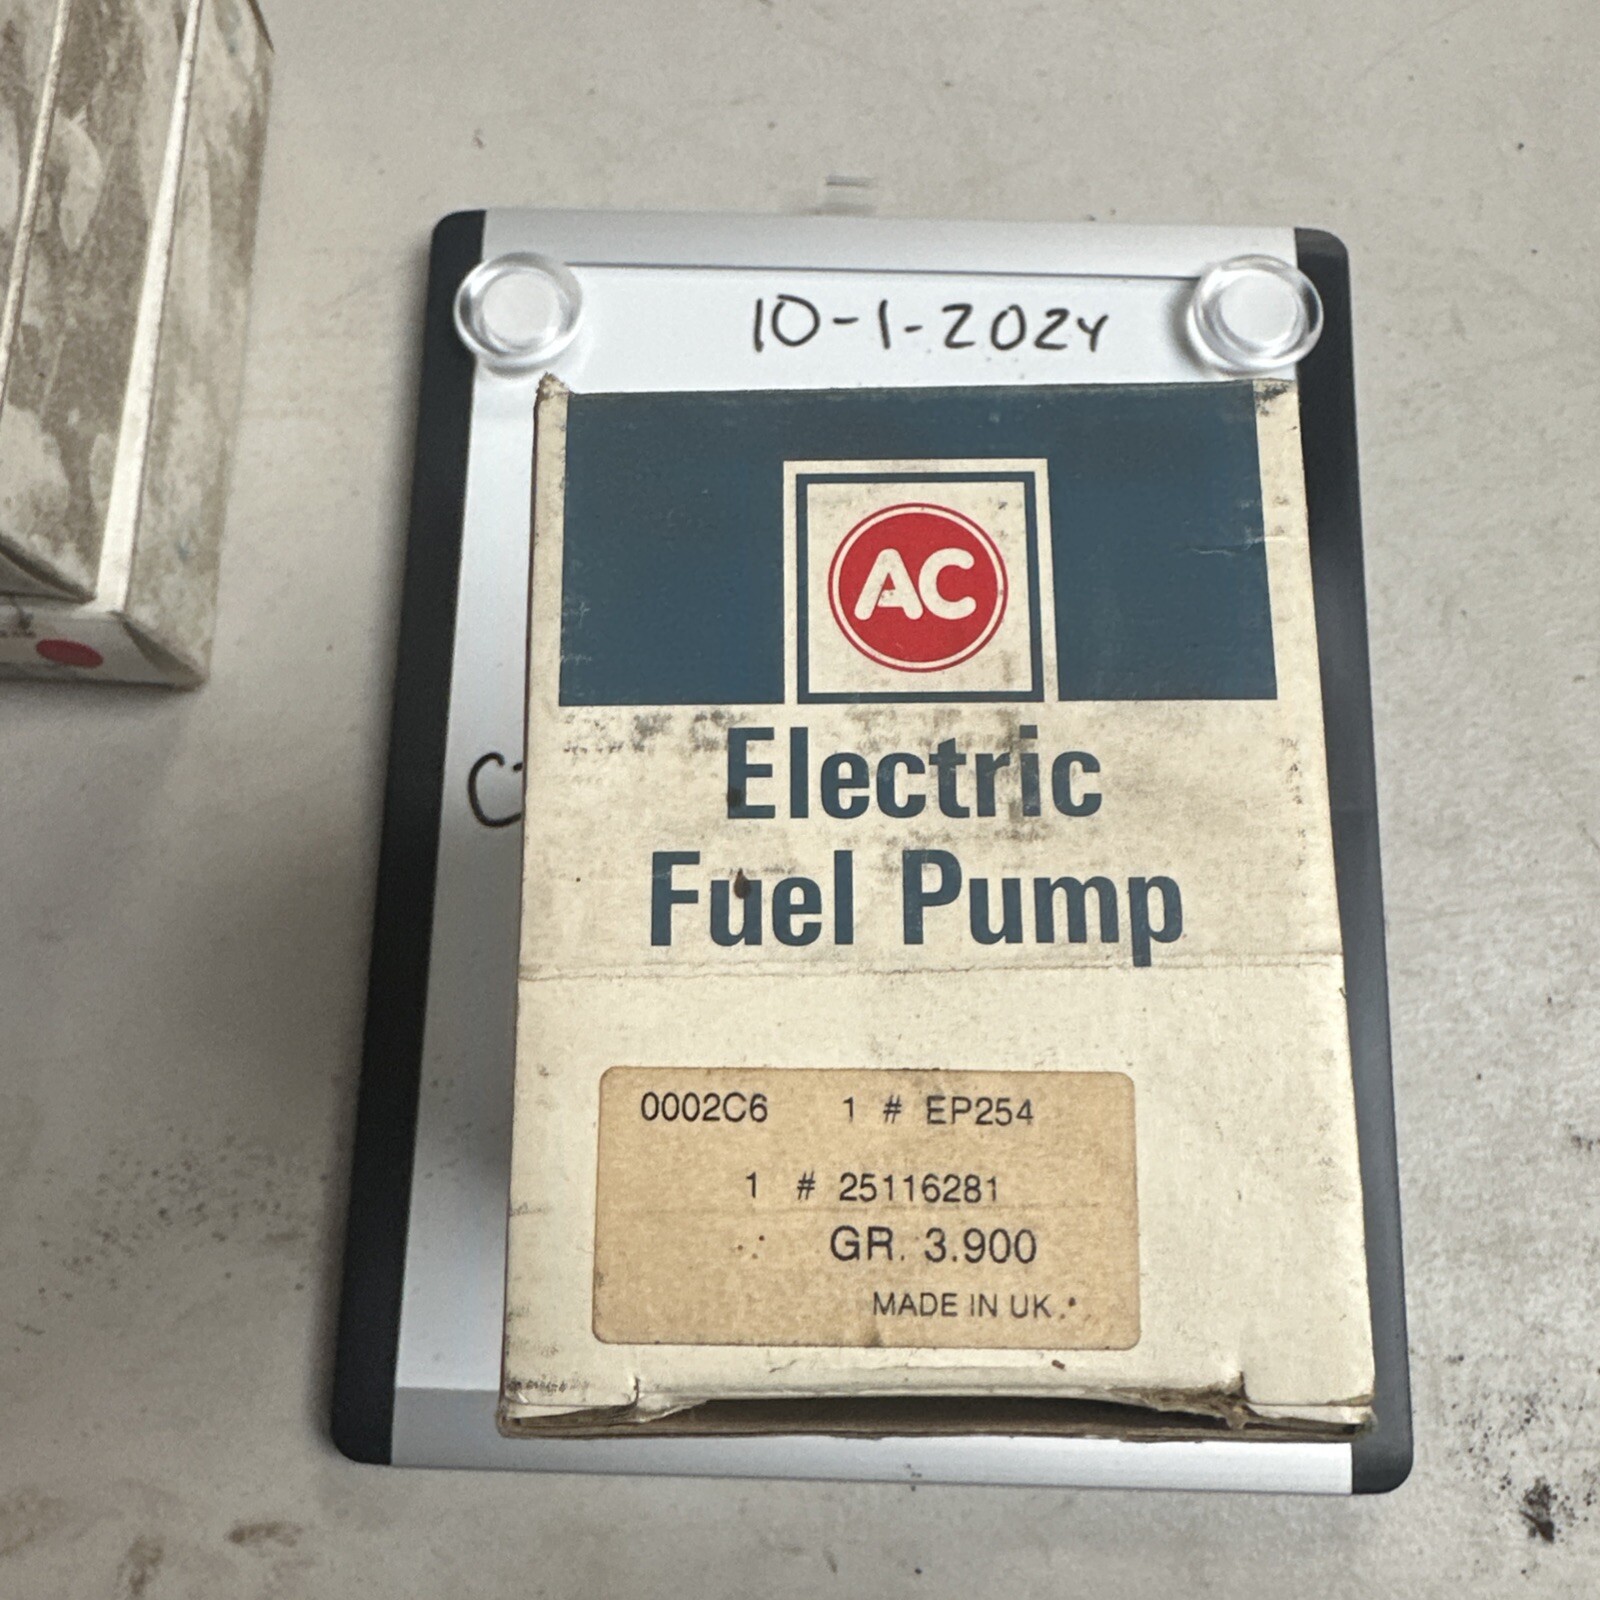 10-1-2024
AC
Electric
Fuel Pump
0002C6 1 # EP254
1 # 25116281
GR. 3.900
MADE IN UK.